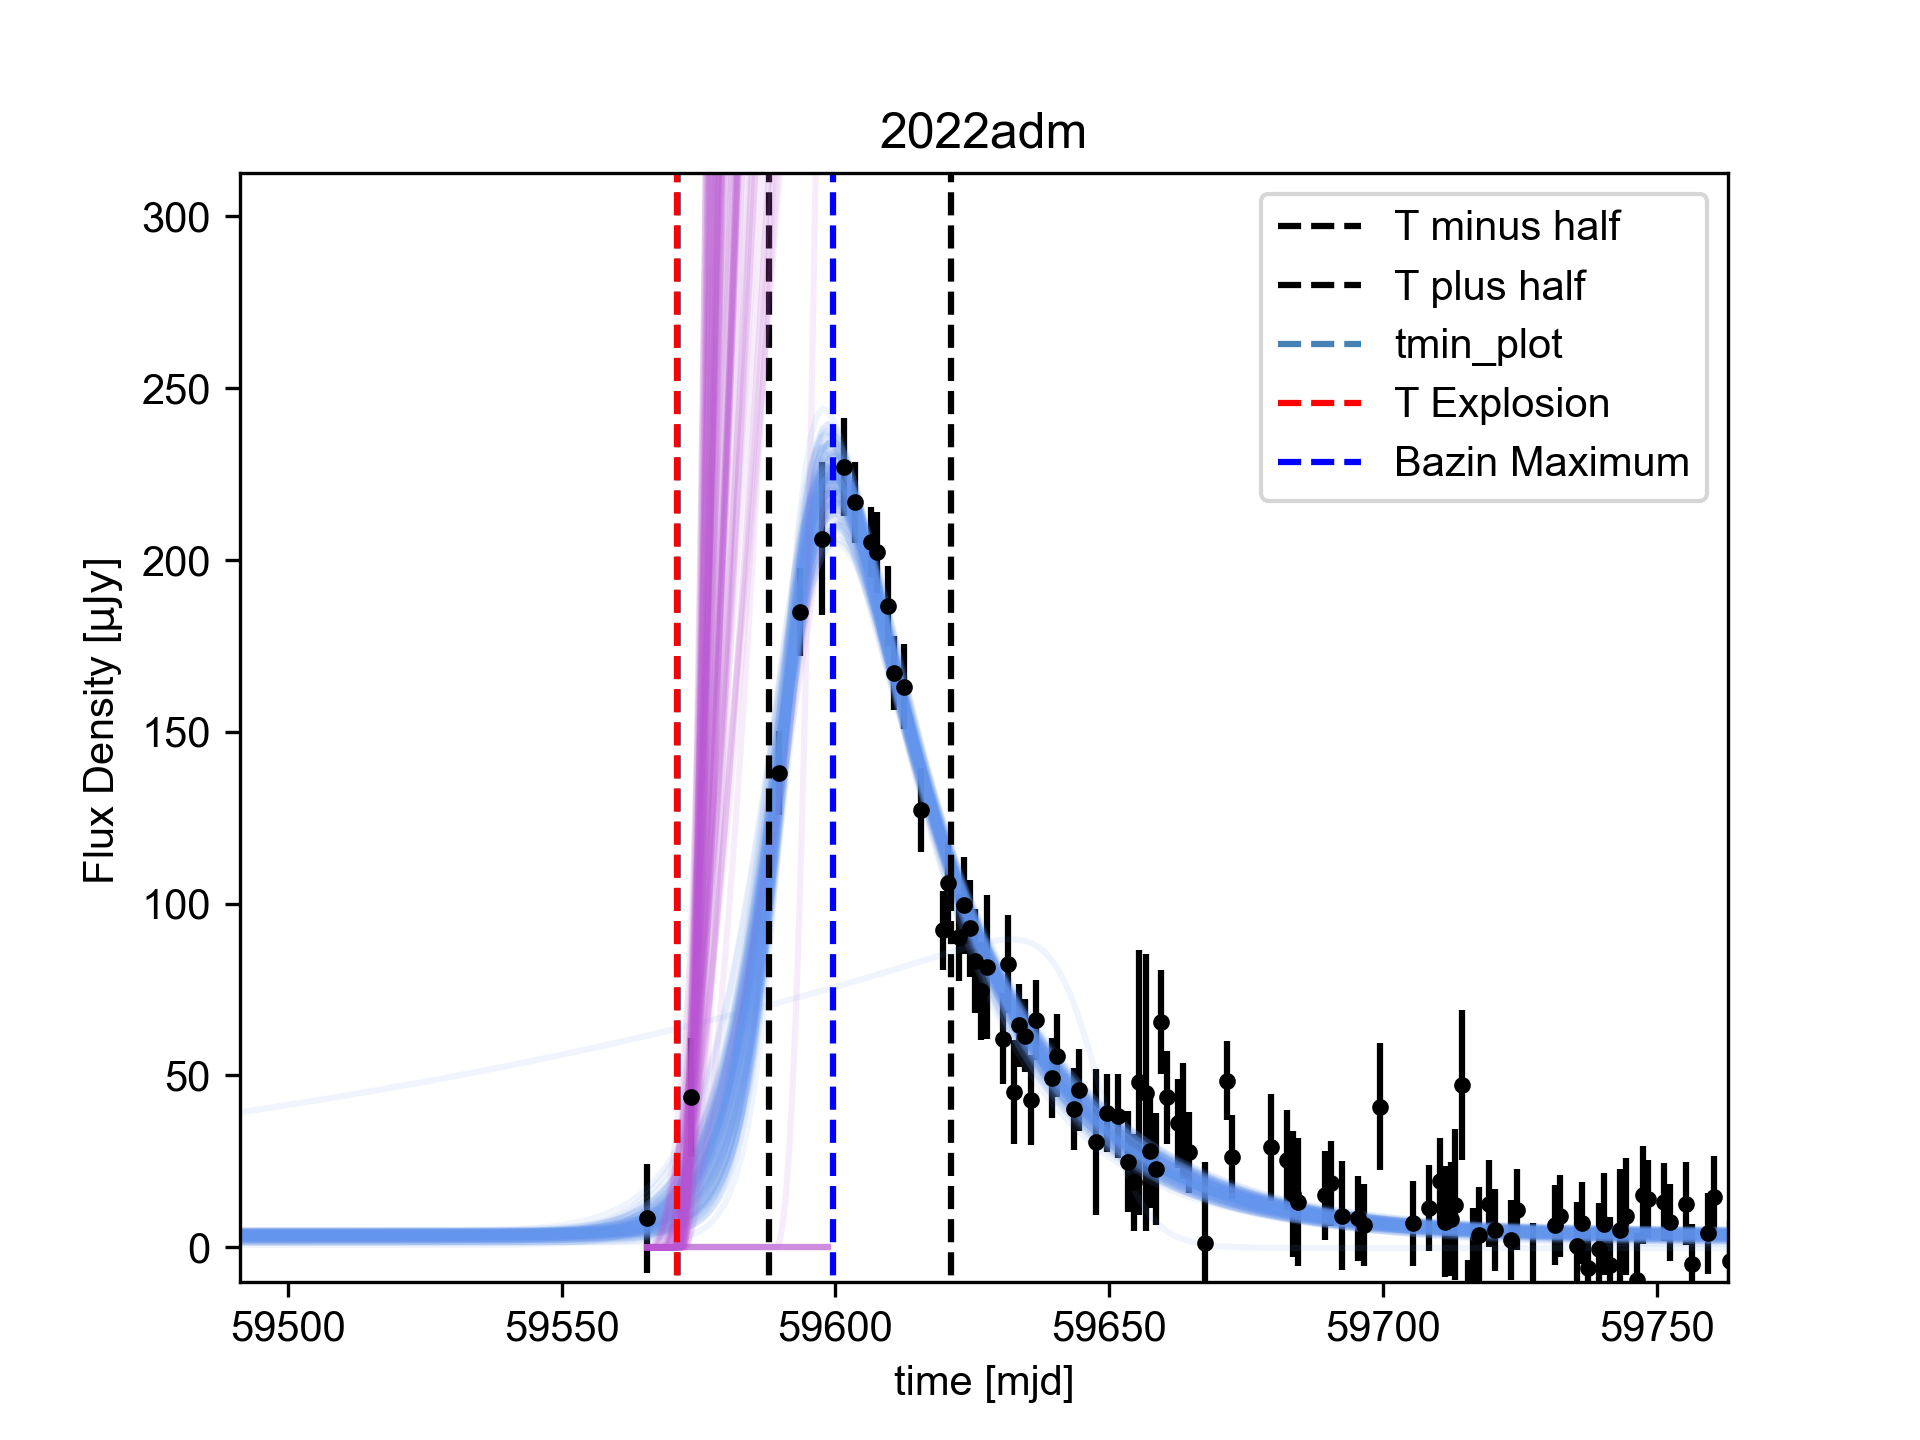 2022adm
300
250
200
150
100
50
0
Flux Density [µJy]
T minus half
T plus half
tmin_plot
T Explosion
Bazin Maximum
59500 59550 59600 59650 59700 59750
time [mjd]